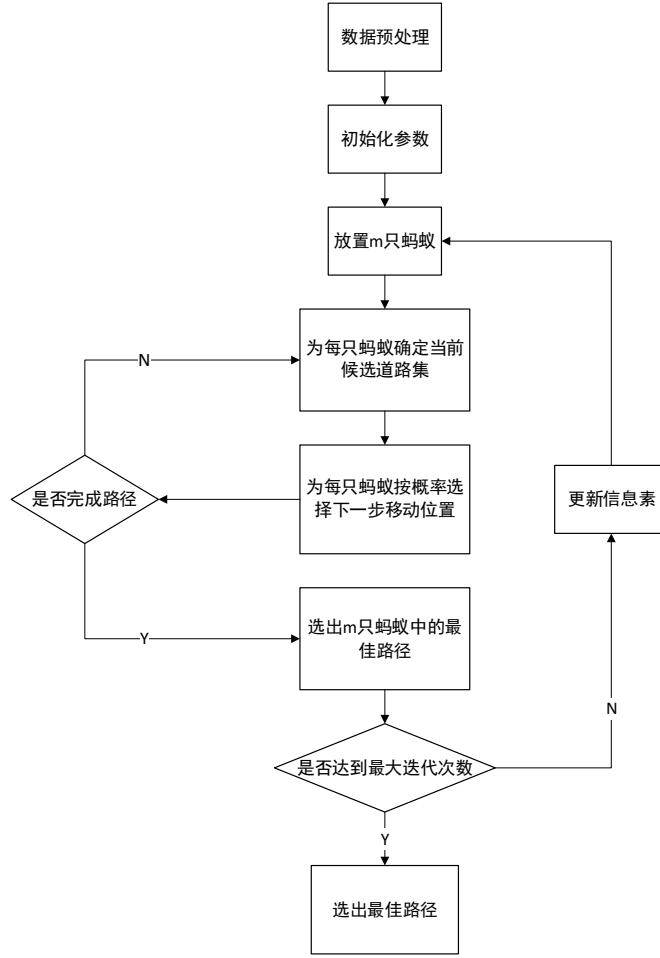 数据预处理
初始化参数
放置m只蚂蚁
为每只蚂蚁确定当前
候选道路集
N
为每只蚂蚁按概率选
择下一步移动位置
是否完成路径
更新信息素
Y
选出m只蚂蚁中的最
佳路径
N
是否达到最大迭代次数
Y
选出最佳路径